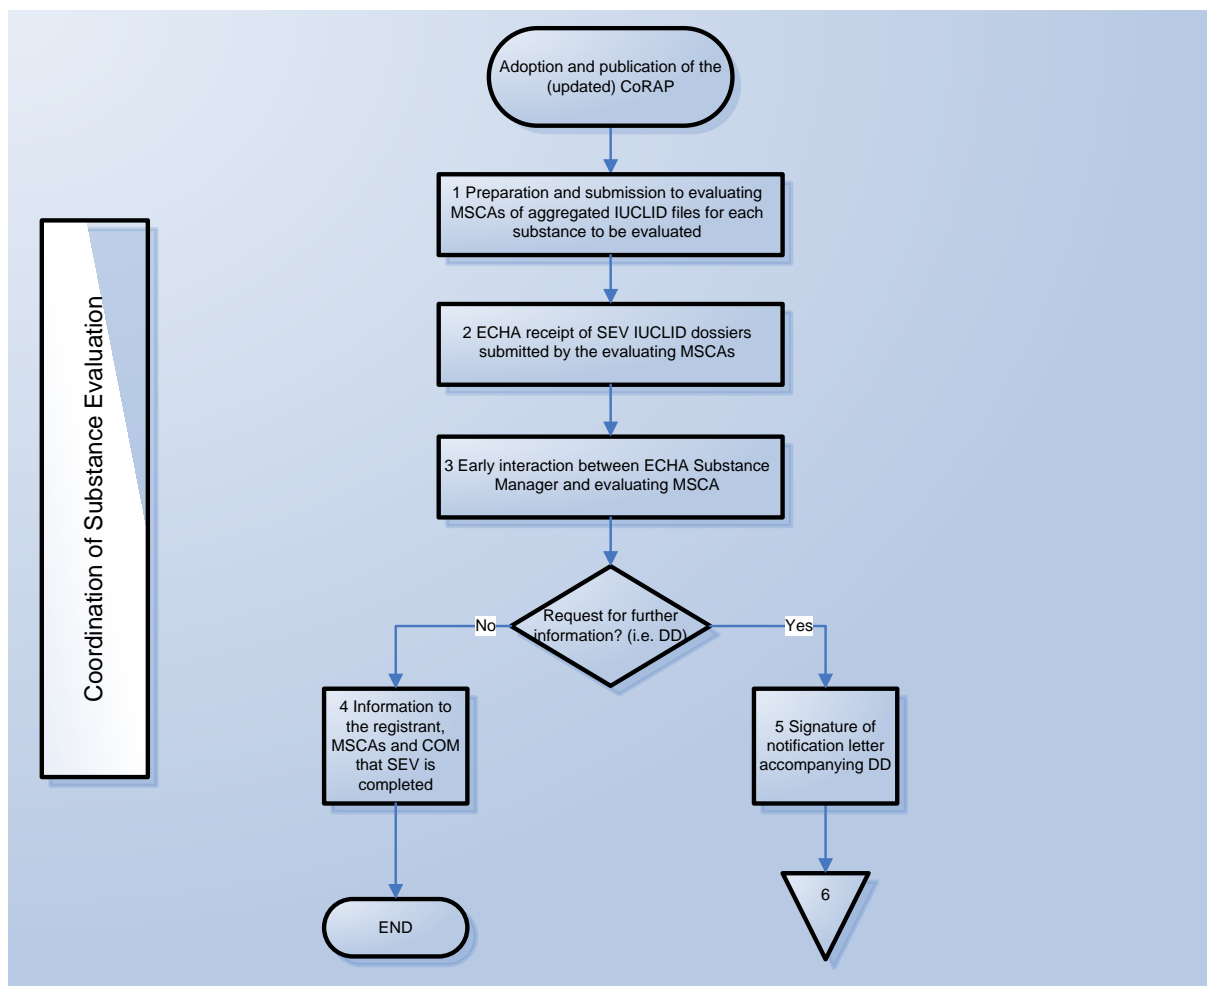 Adoption and publication of the
(updated) CoRAP
1 Preparation and submission to evaluating
MSCAs of aggregated IUCLID files for each
substance to be evaluated
Coordination of Substance Evaluation
2 ECHA receipt of SEV IUCLID dossiers
submitted by the evaluating MSCAs
3 Early interaction between ECHA Substance
Manager and evaluating MSCA
Request for further
information? (i.e. DD)
No
Yes
4 Information to
the registrant,
MSCAs and COM
that SEV is
completed
5 Signature of
notification letter
accompanying DD
6
END